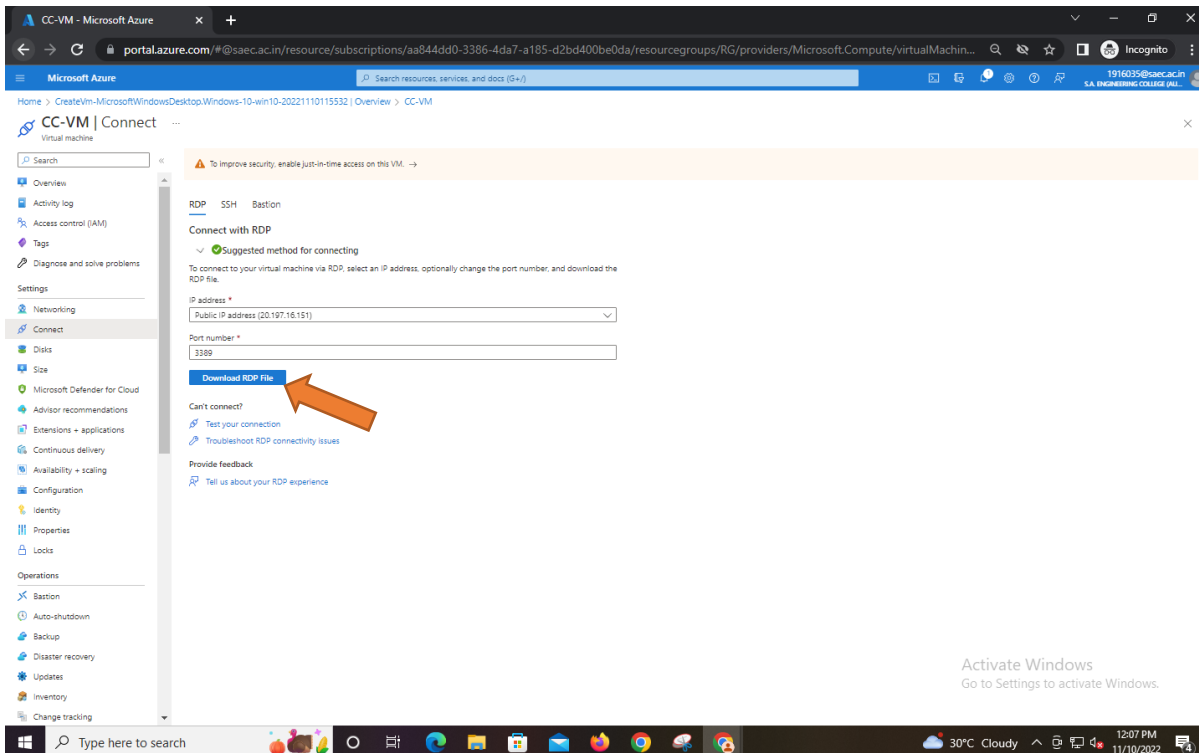 CC-VM - Microsoft Azure
portal.azure.com/#@saec.ac.in/resource/subscriptions/aa844dd0-3386-4da7-a185-d2bd400be0da/resourcegroups/RG/providers/Microsoft.Compute/virtualMachin...
Incognito
Microsoft Azure
Search resources, services, and docs (G+/)
1916035@saec.ac.in
S.A. ENGINEERING COLLEGE (AU...
Home > CreateVm-MicrosoftWindowsDesktop.Windows-10-win10-20221110115532 | Overview > CC-VM
CC-VM | Connect ...
Virtual machine
Search
«
To improve security, enable just-in-time access on this VM. →
Overview
Activity log
Access control (IAM)
Tags
Diagnose and solve problems
Settings
Networking
Connect
Disks
Size
Microsoft Defender for Cloud
Advisor recommendations
Extensions + applications
Continuous delivery
Availability + scaling
Configuration
Identity
Properties
Locks
Operations
Bastion
Auto-shutdown
Backup
Disaster recovery
Updates
Inventory
Change tracking
RDP SSH Bastion
Connect with RDP
Suggested method for connecting
To connect to your virtual machine via RDP, select an IP address, optionally change the port number, and download the
RDP file.
IP address *
Public IP address (20.197.16.151)
Port number *
3389
Download RDP File
Can't connect?
Test your connection
Troubleshoot RDP connectivity issues
Provide feedback
Tell us about your RDP experience
Activate Windows
Go to Settings to activate Windows.
Type here to search
30°C Cloudy
12:07 PM
11/10/2022